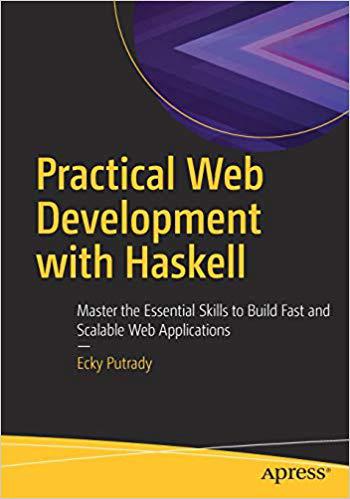 Practical Web
Development
with Haskell
Master the Essential Skills to Build Fast and
Scalable Web Applications
—
Ecky Putrady
Apress®